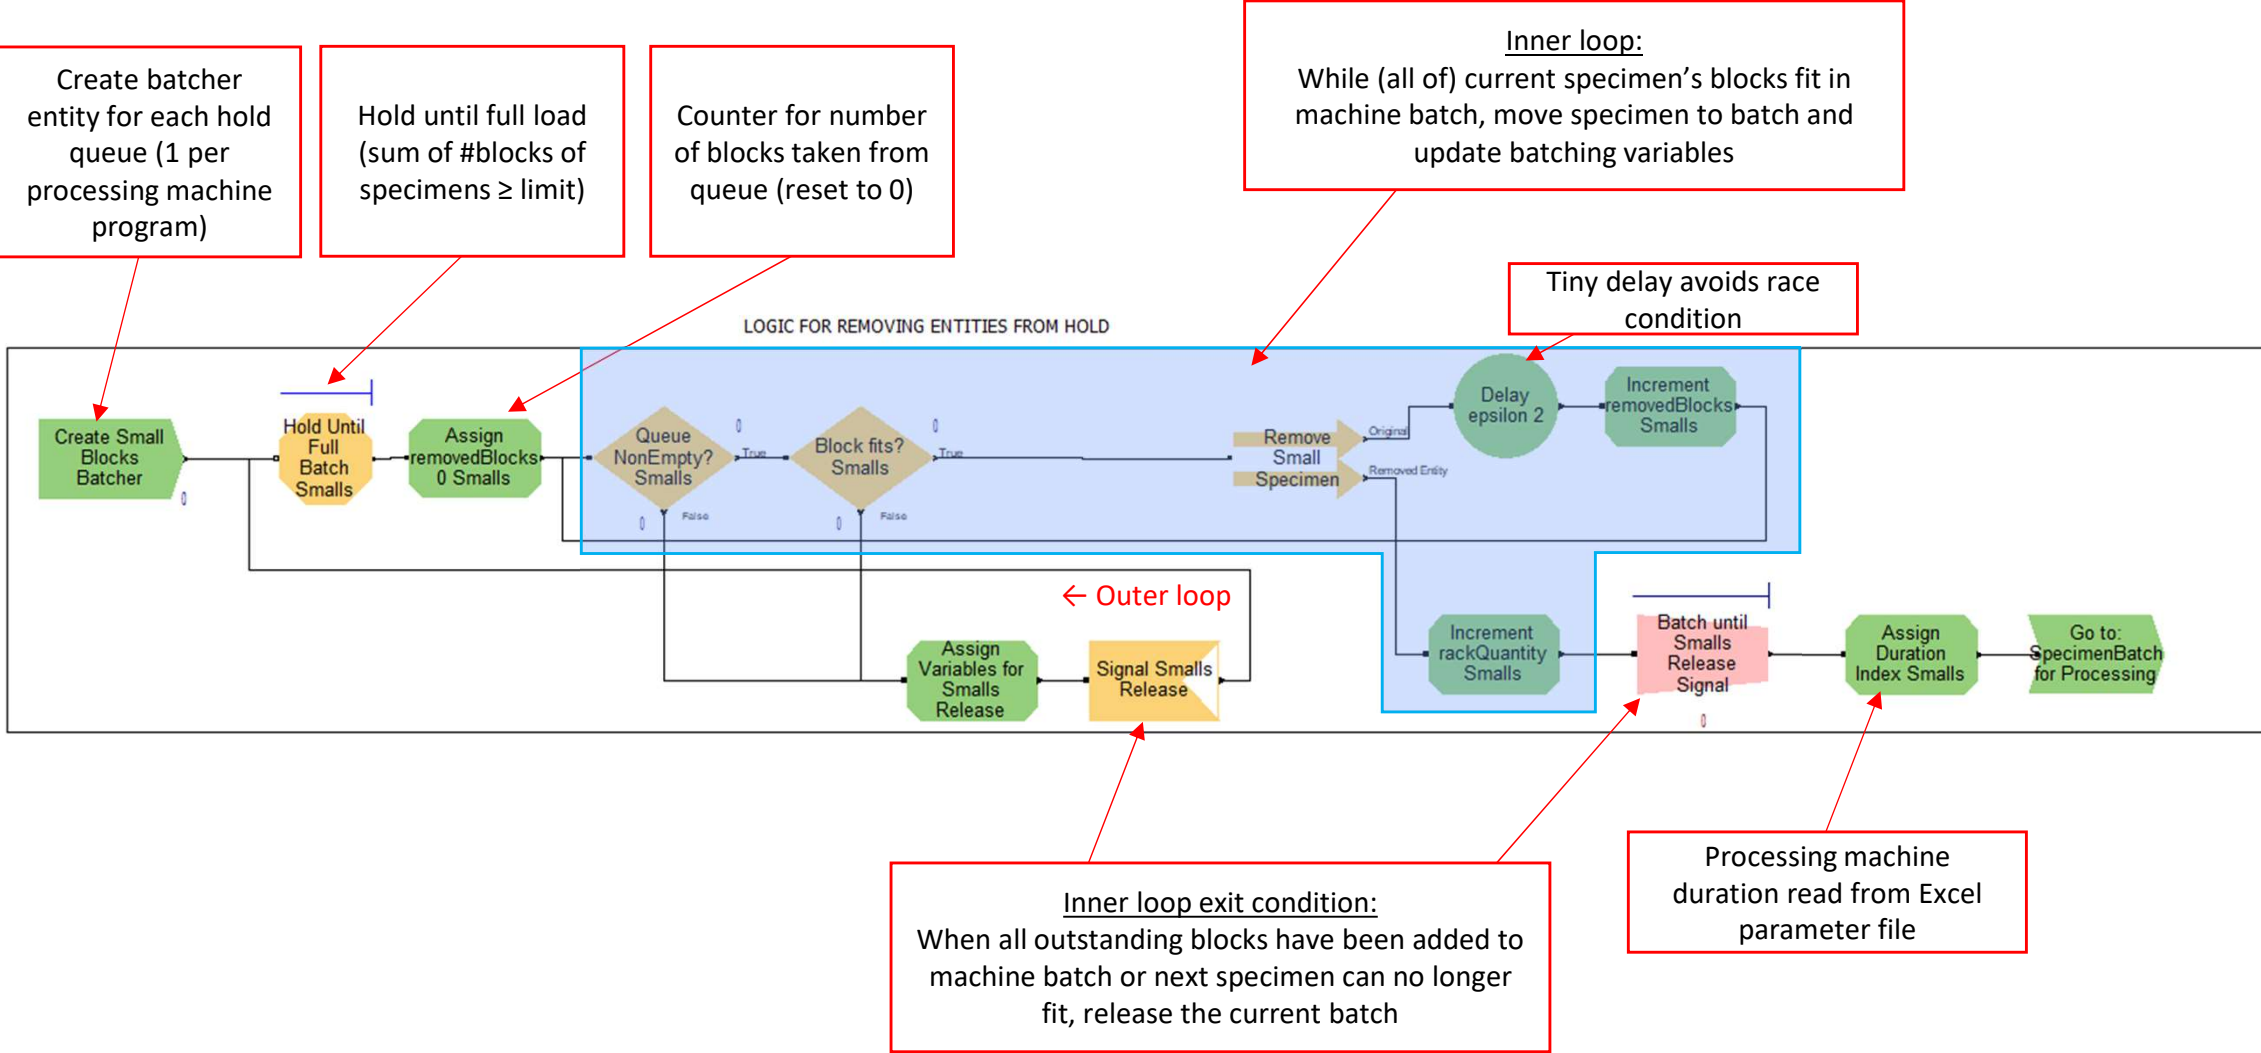 Create batcher
entity for each hold
queue (1 per
processing machine
program)
Hold until full load
(sum of #blocks of
specimens ≥ limit)
Counter for number
of blocks taken from
queue (reset to 0)
Inner loop:
While (all of) current specimen’s blocks fit in
machine batch, move specimen to batch and
update batching variables
Tiny delay avoids race
condition
LOGIC FOR REMOVING ENTITIES FROM HOLD
Create Small
Blocks
Batcher
0
Hold Until
Full
Batch
Smalls
Assign
removedBlocks
0 Smalls
Queue
NonEmpty?
Smalls
0
True
0
False
Block fits?
Smalls
0
True
0
False
Remove
Small
Specimen
Original
Removed Entity
Delay
epsilon 2
Increment
removedBlocks
Smalls
← Outer loop
Assign
Variables for
Smalls
Release
Signal Smalls
Release
Increment
rackQuantity
Smalls
Batch until
Smalls
Release
Signal
0
Assign
Duration
Index Smalls
Go to:
SpecimenBatch
for Processing
Inner loop exit condition:
When all outstanding blocks have been added to
machine batch or next specimen can no longer
fit, release the current batch
Processing machine
duration read from Excel
parameter file